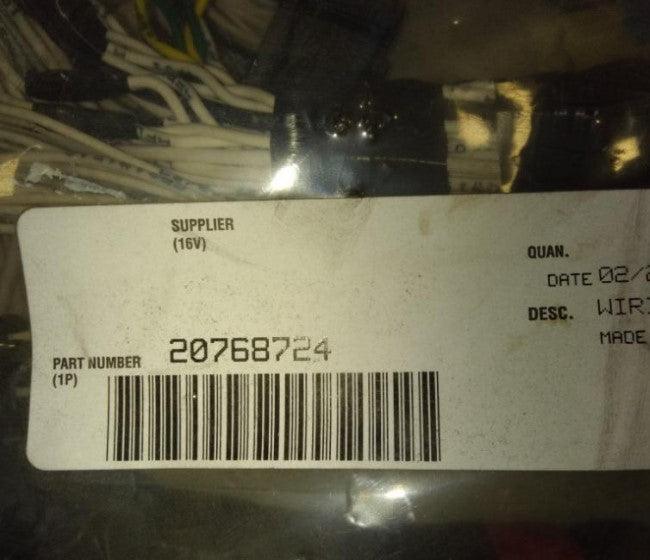 SUPPLIER
(16V)
QUAN.
DATE 02/2
DESC. WIRI
MADE
PART NUMBER 20768724
(1P)